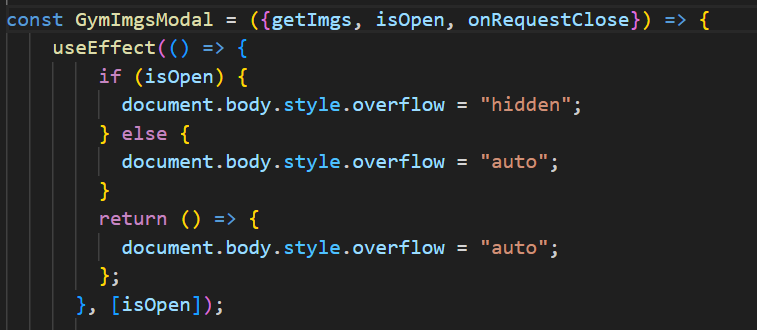 const GymImgsModal = ({getImgs, isOpen, onRequestClose}) => {
    useEffect(() => {
        if (isOpen) {
          document.body.style.overflow = "hidden";
        } else {
          document.body.style.overflow = "auto";
        }
        return () => {
          document.body.style.overflow = "auto";
        };
      }, [isOpen]);